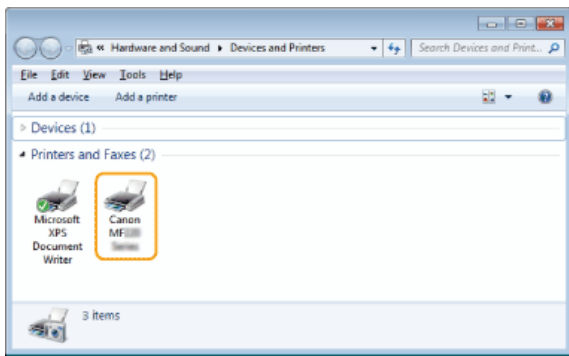 « Hardware and Sound ▸ Devices and Printers
Search Devices and Print...
File Edit View Tools Help
Add a device Add a printer
Devices (1)
Printers and Faxes (2)
Microsoft
XPS
Document
Writer
Canon
MF
Series
3 items